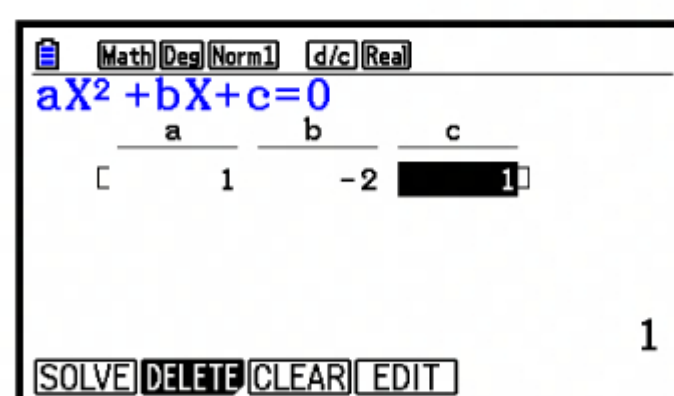 Math Deg Norm1 d/c Real
aX² +bX+c=0
a b c
[ 1 -2 1 ]
1
SOLVE DELETE CLEAR EDIT